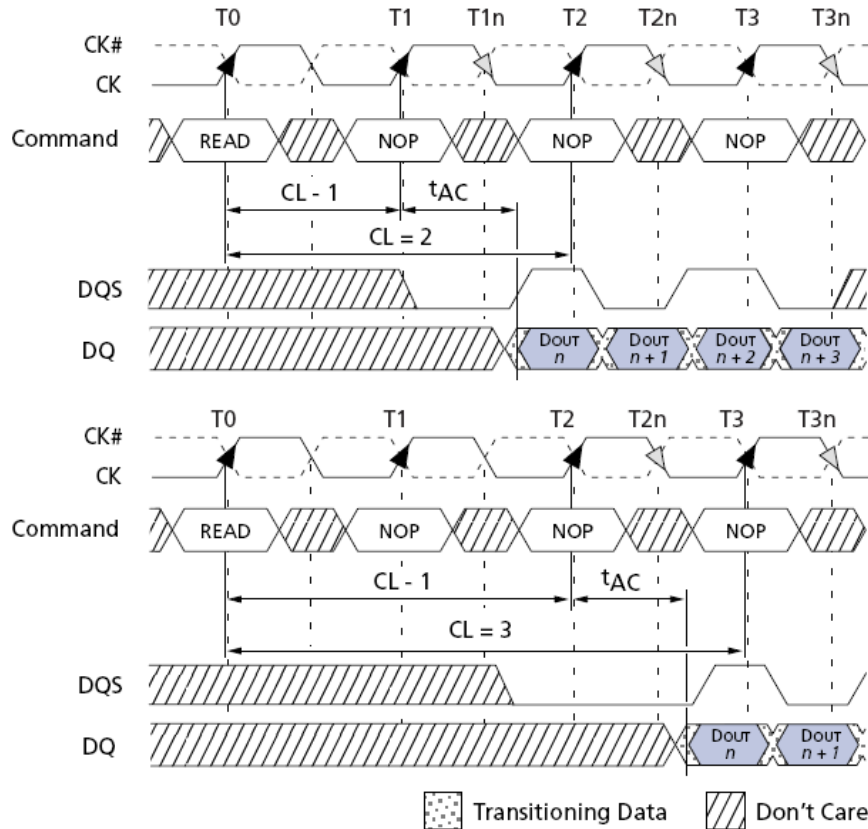 T0 T1 T1n T2 T2n T3 T3n
CK#
CK
Command READ NOP NOP NOP
CL - 1 tAC
CL = 2
DQS
DQ DOUT n DOUT n + 1 DOUT n + 2 DOUT n + 3
T0 T1 T2 T2n T3 T3n
CK#
CK
Command READ NOP NOP NOP
CL - 1 tAC
CL = 3
DQS
DQ DOUT n DOUT n + 1
Transitioning Data Don't Care